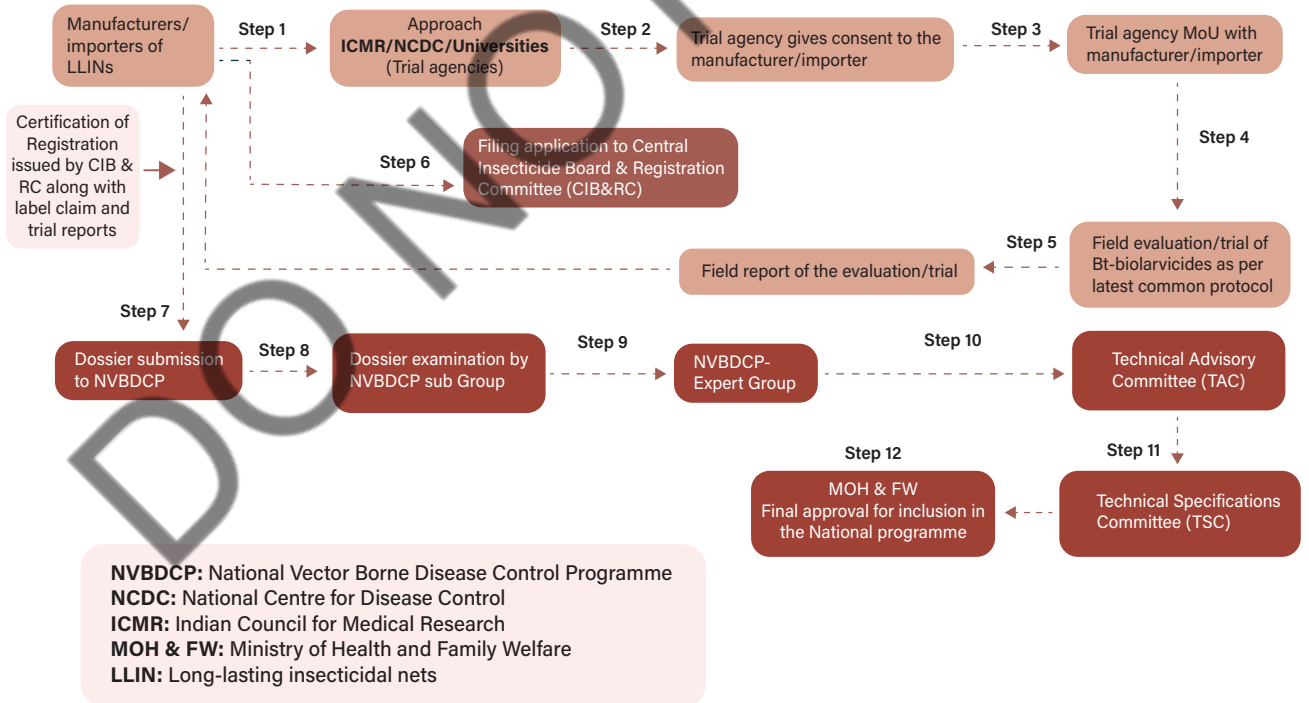 Manufacturers/
importers of
LLINs
Step 1
Approach
ICMR/NCDC/Universities
(Trial agencies)
Step 2
Trial agency gives consent to the
manufacturer/importer
Step 3
Trial agency MoU with
manufacturer/importer
Certification of
Registration
issued by CIB &
RC along with
label claim and
trial reports
Step 6
Filing application to Central
Insecticide Board & Registration
Committee (CIB&RC)
Step 4
Step 5
Field evaluation/trial of
Bt-biolarvicides as per
latest common protocol
Field report of the evaluation/trial
Step 7
Dossier submission
to NVBDCP
Step 8
Dossier examination by
NVBDCP sub Group
Step 9
NVBDCP-
Expert Group
Step 10
Technical Advisory
Committee (TAC)
Step 11
Technical Specifications
Committee (TSC)
Step 12
MOH & FW
Final approval for inclusion in
the National programme
NVBDCP: National Vector Borne Disease Control Programme
NCDC: National Centre for Disease Control
ICMR: Indian Council for Medical Research
MOH & FW: Ministry of Health and Family Welfare
LLIN: Long-lasting insecticidal nets
DO NO